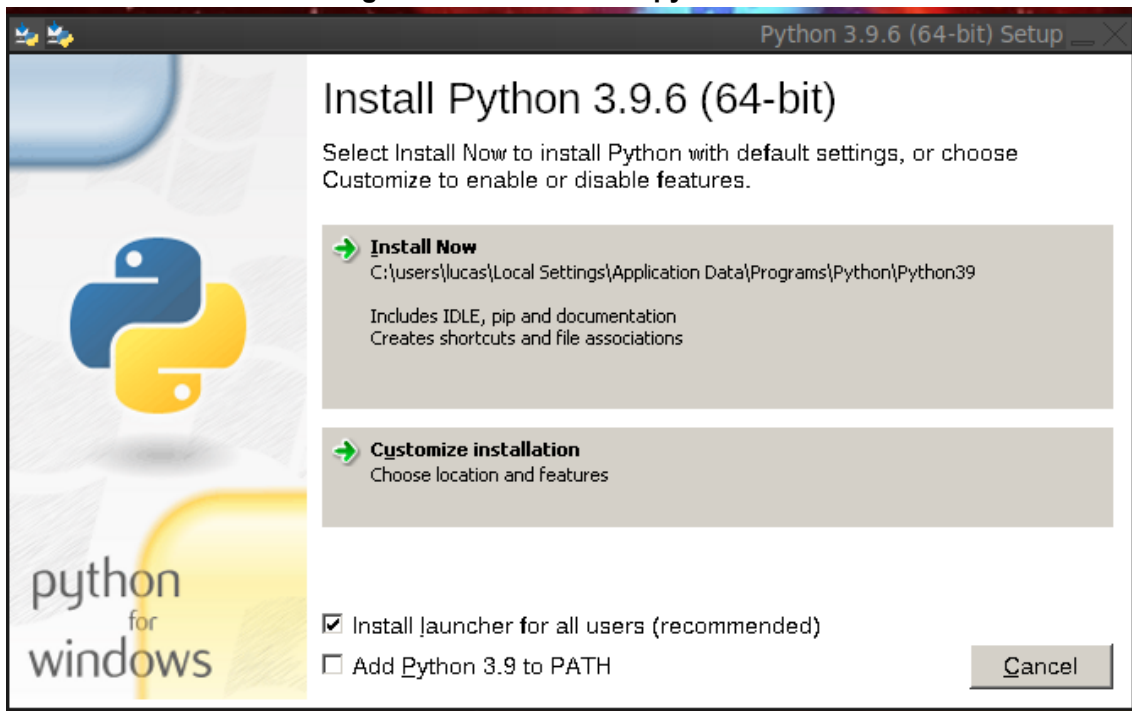 Python 3.9.6 (64-bit) Setup
Install Python 3.9.6 (64-bit)
Select Install Now to install Python with default settings, or choose
Customize to enable or disable features.
Install Now
C:\users\lucas\Local Settings\Application Data\Programs\Python\Python39
Includes IDLE, pip and documentation
Creates shortcuts and file associations
Customize installation
Choose location and features
python
for
windows
Install launcher for all users (recommended)
Add Python 3.9 to PATH
Cancel